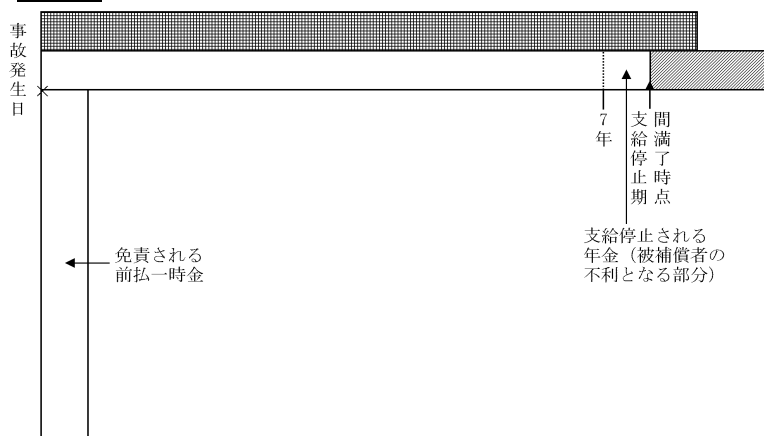 事故発生日
7年
支給停止期
間満了時点
免責される
前払一時金
支給停止される
年金（被補償者の
不利となる部分）